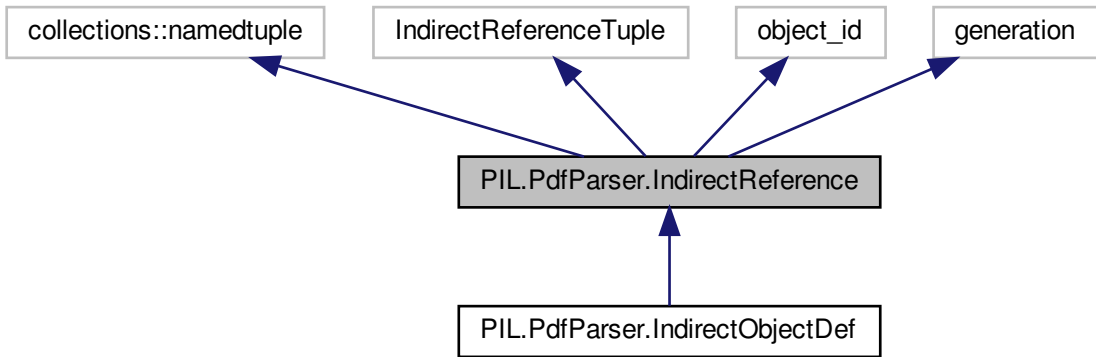 collections::namedtuple
IndirectReferenceTuple
object_id
generation
PIL.PdfParser.IndirectReference
PIL.PdfParser.IndirectObjectDef